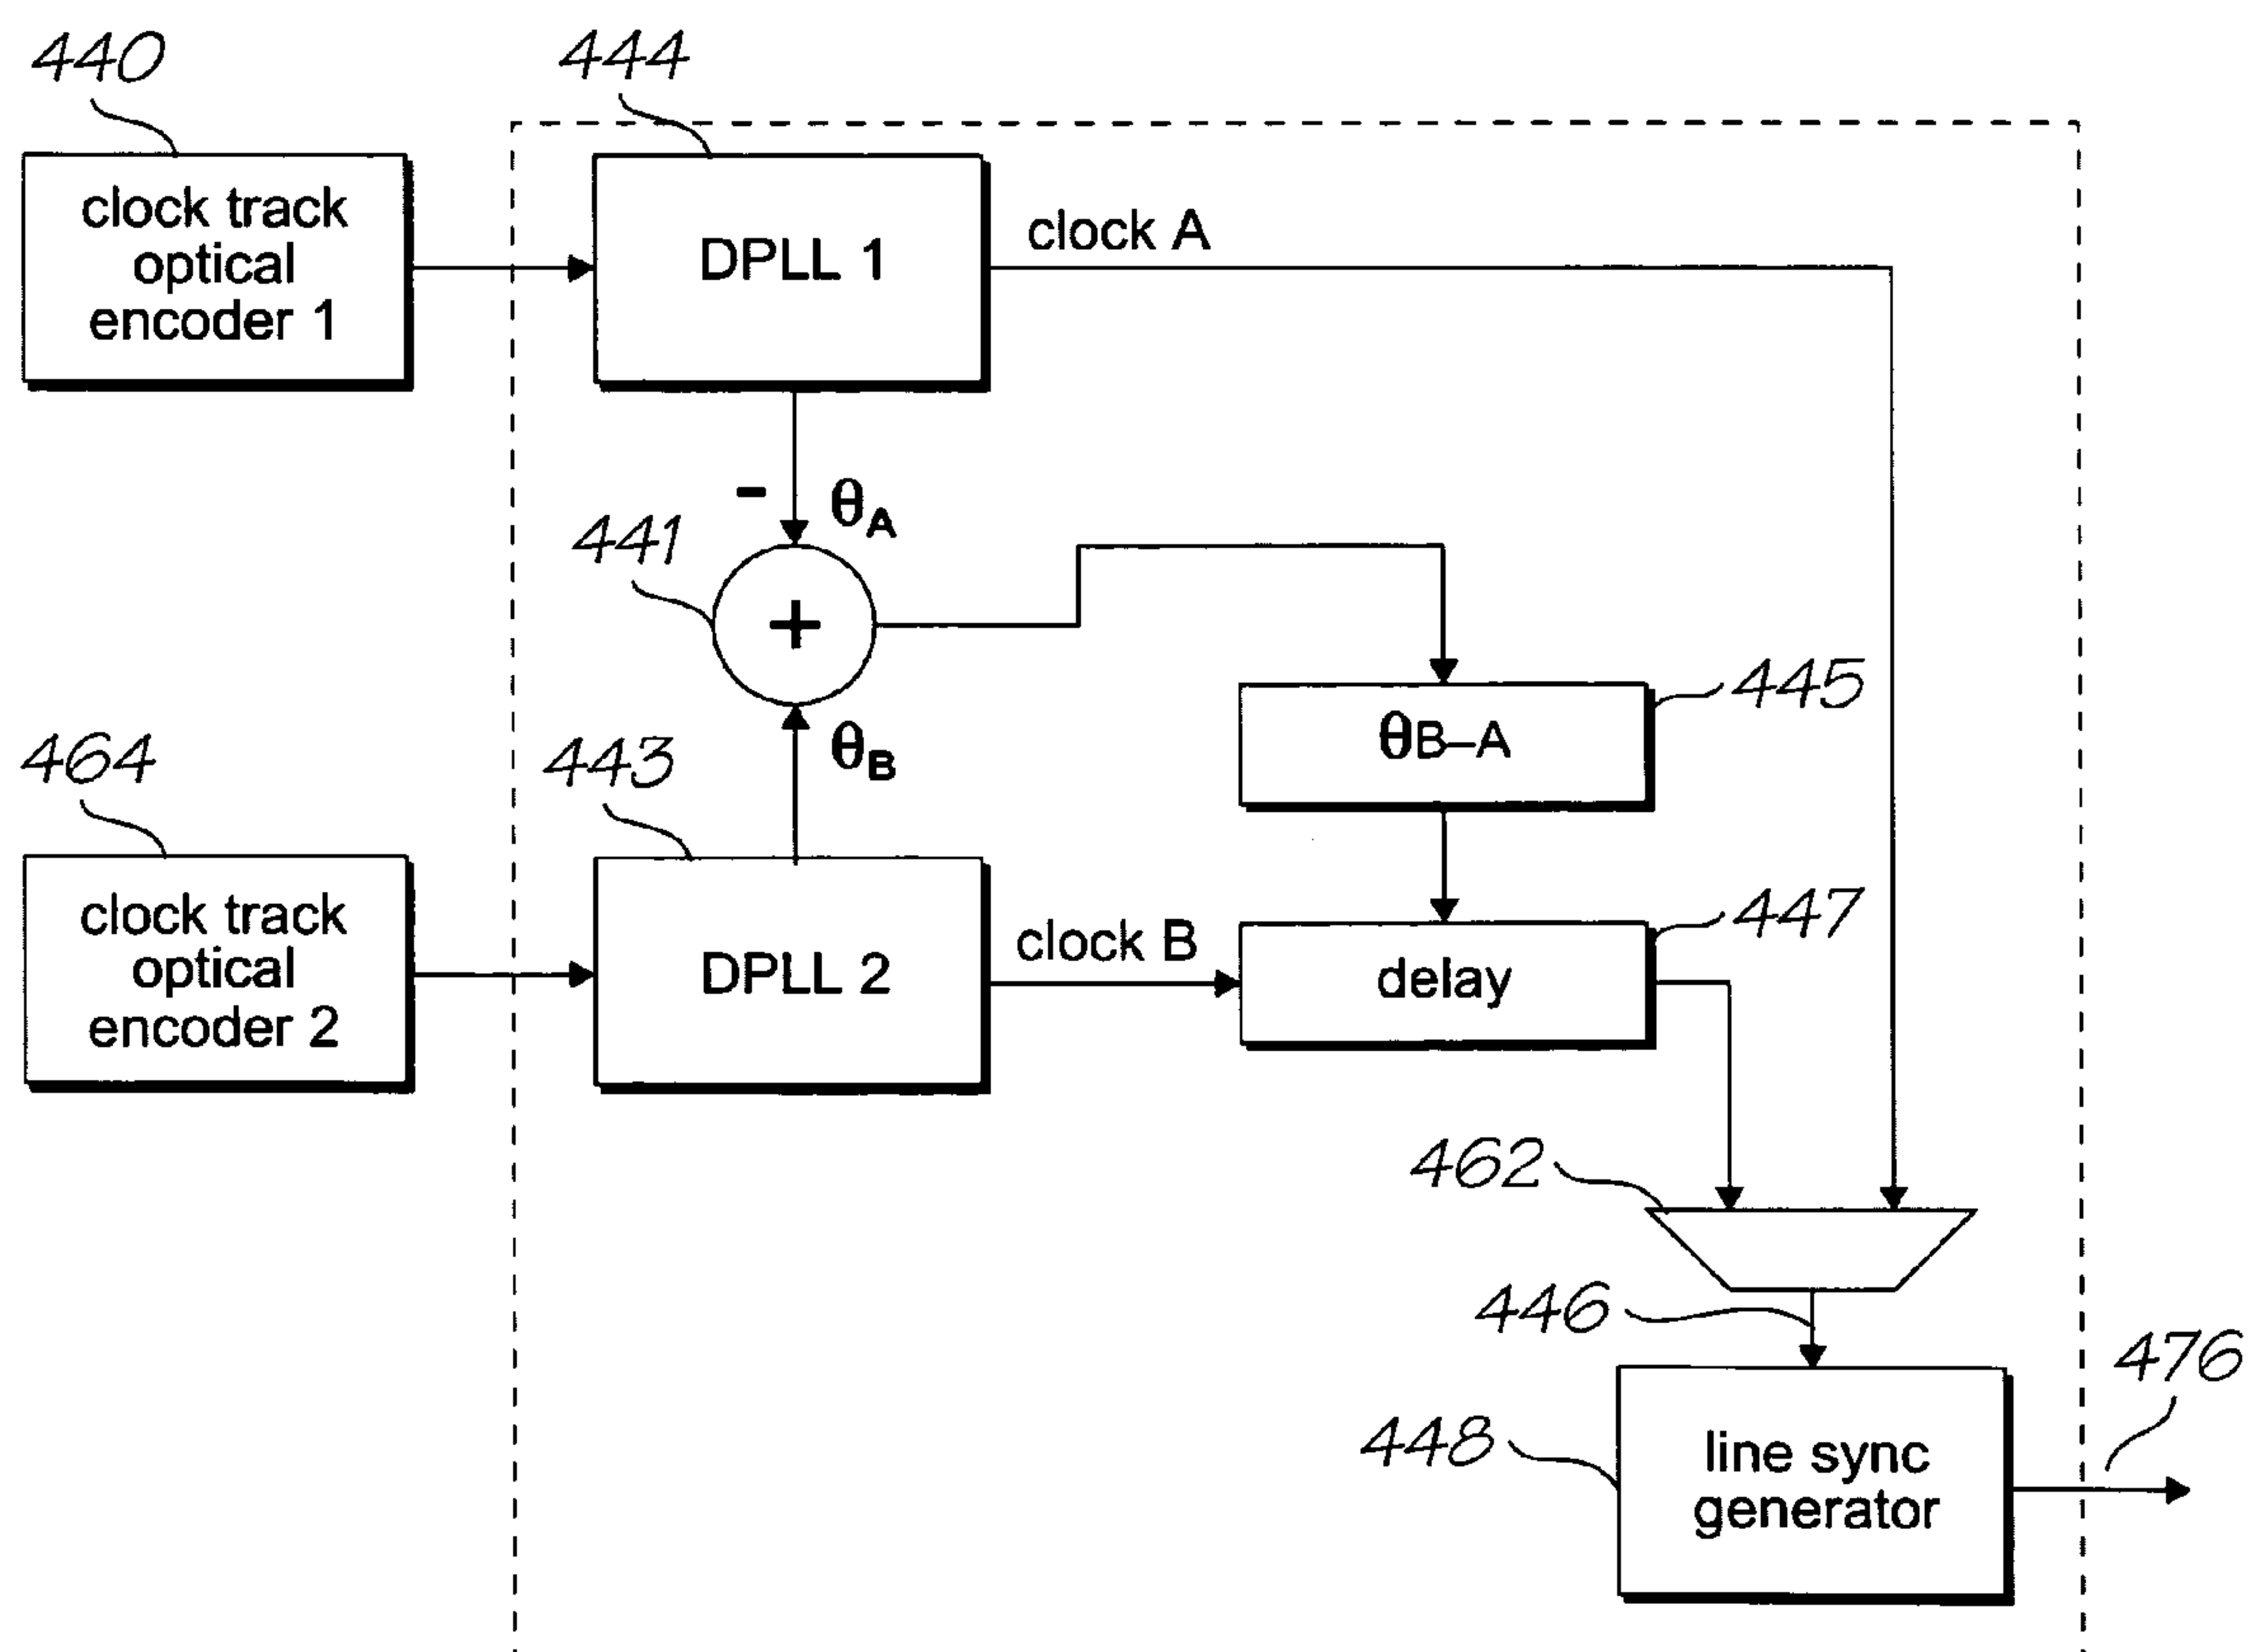 440
444
clock track
optical
encoder 1
DPLL 1
clock A
-
θA
441
+
445
θB–A
θB
464
443
447
clock track
optical
encoder 2
DPLL 2
clock B
delay
462
446
476
448
line sync
generator